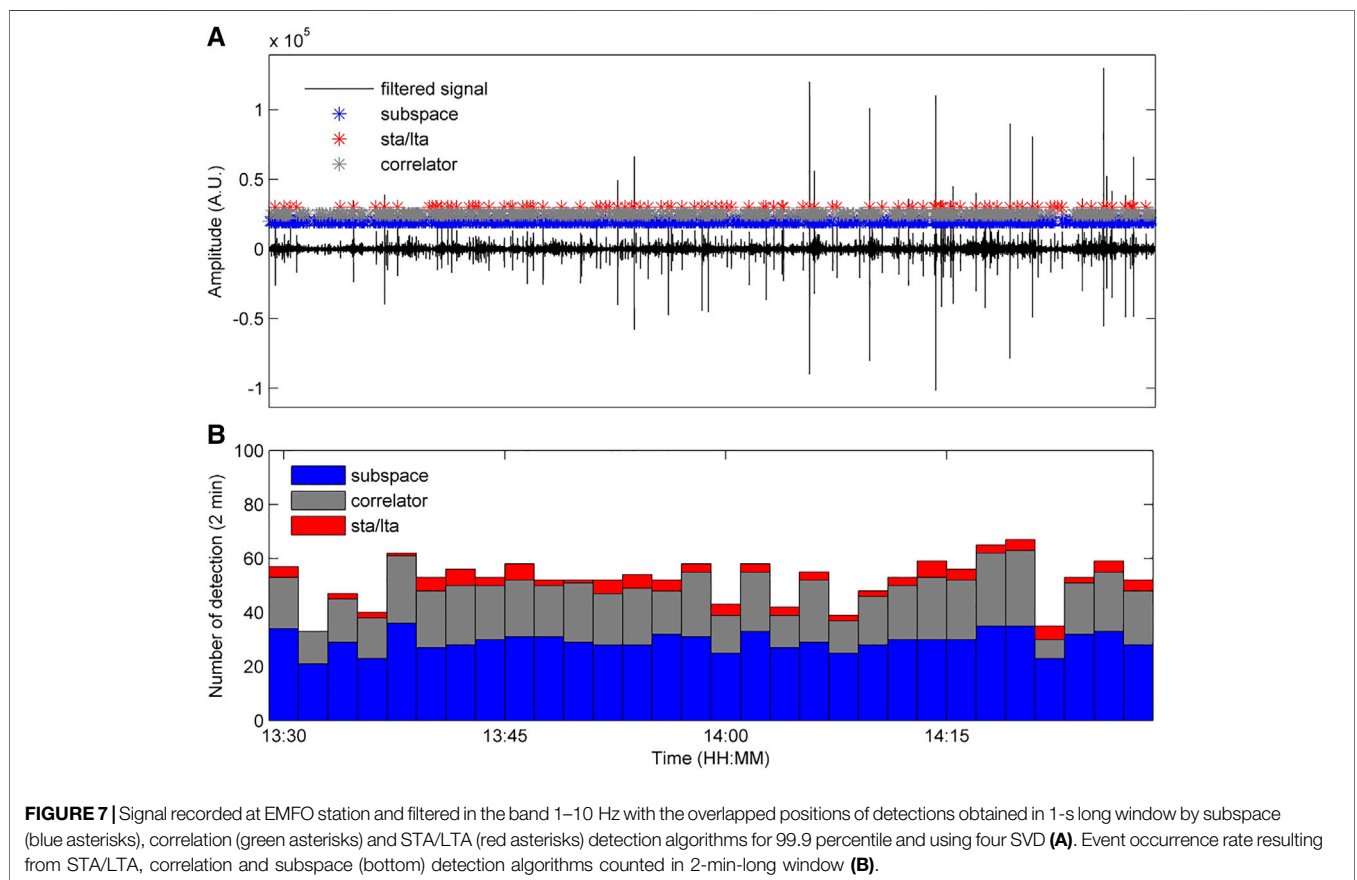 A
x 10^5
filtered signal
subspace
sta/lta
correlator
1
0.5
0
-0.5
-1
Amplitude (A.U.)
B
subspace
correlator
sta/lta
100
80
60
40
20
0
Number of detection (2 min)
13:30 13:45 14:00 14:15
Time (HH:MM)
FIGURE 7 | Signal recorded at EMFO station and filtered in the band 1–10 Hz with the overlapped positions of detections obtained in 1-s long window by subspace
(blue asterisks), correlation (green asterisks) and STA/LTA (red asterisks) detection algorithms for 99.9 percentile and using four SVD (A). Event occurrence rate resulting
from STA/LTA, correlation and subspace (bottom) detection algorithms counted in 2-min-long window (B).